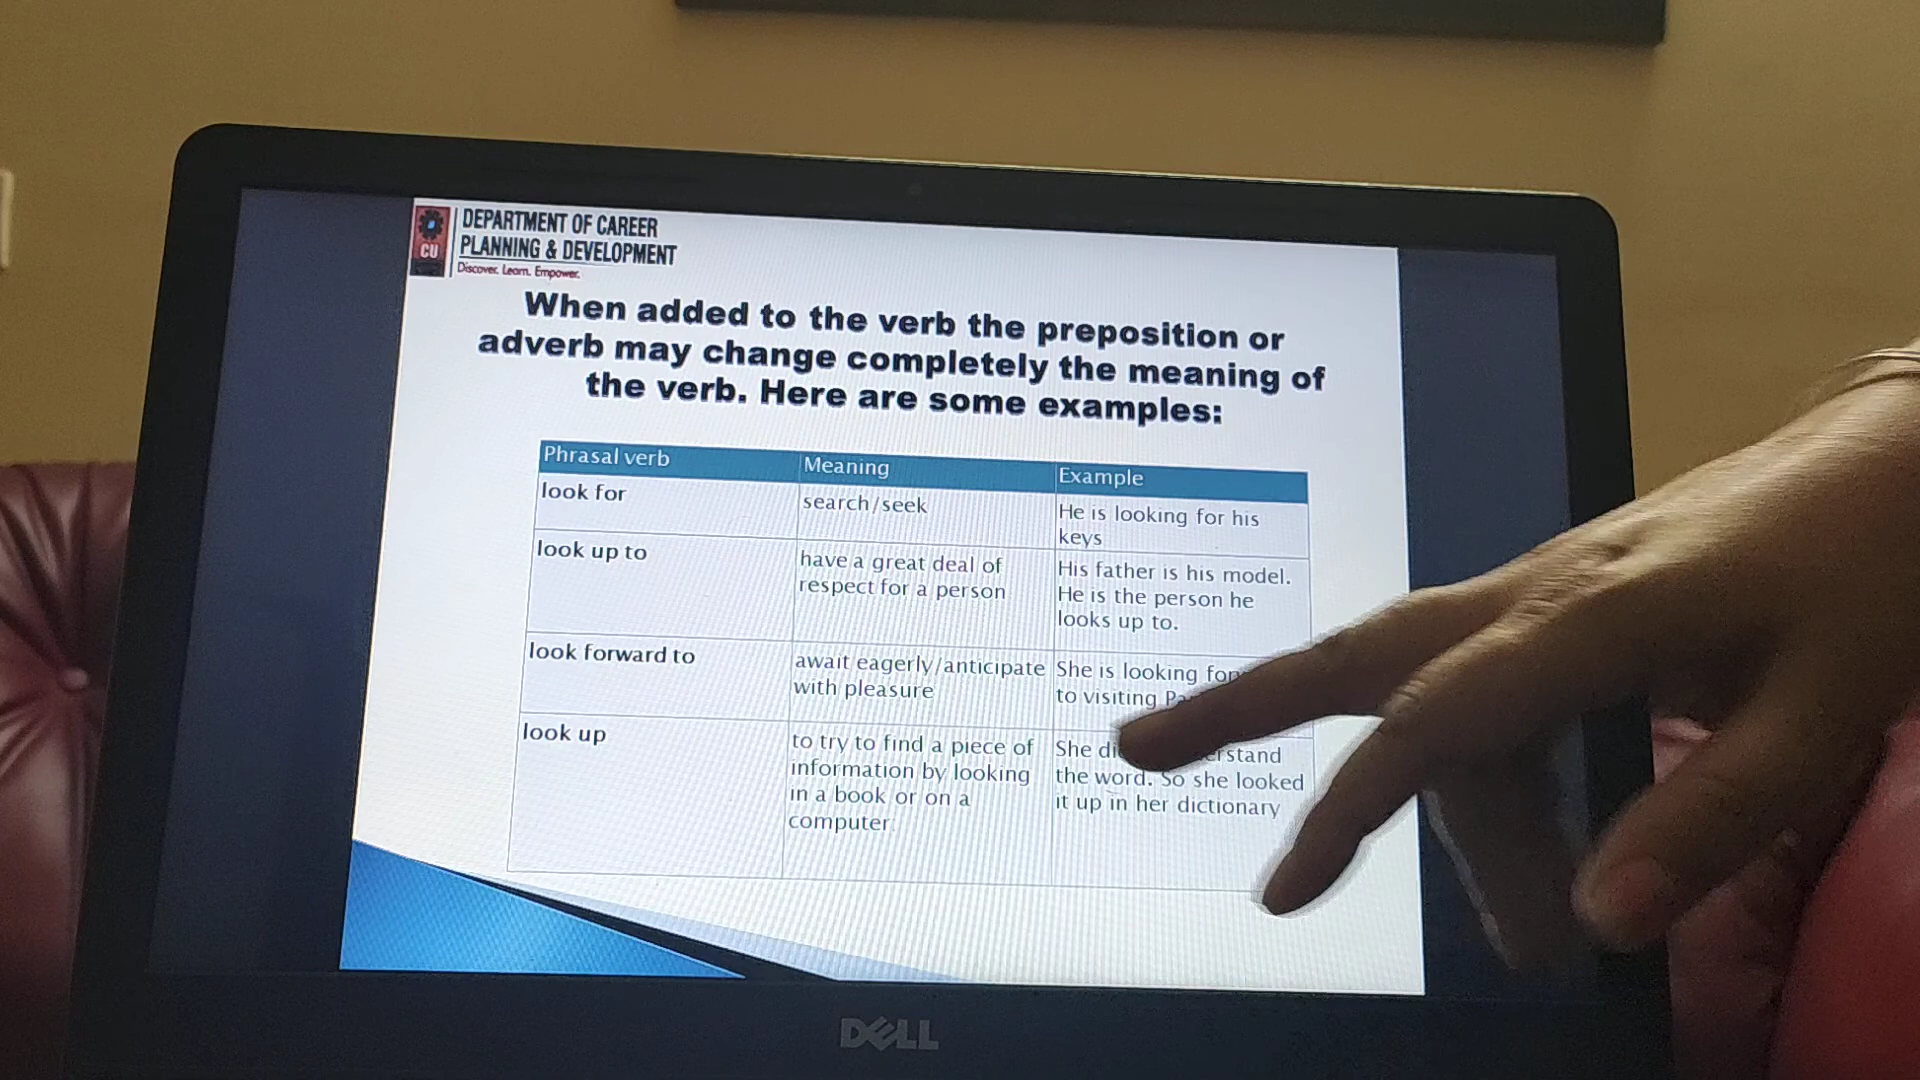 DEPARTMENT OF CAREER
PLANNING & DEVELOPMENT
Discover. Learn. Empower.
CU
When added to the verb the preposition or
adverb may change completely the meaning of
the verb. Here are some examples:
Phrasal verb Meaning Example
look for
search/seek
He is looking for his
keys
look up to
have a great deal of
respect for a person
His father is his model.
He is the person he
looks up to.
look forward to
await eagerly/anticipate
with pleasure
She is looking
to visiting
look up
to try to find a piece of
information by looking
in a book or on a
computer.
She
the word. So she looked
it up in her dictionary
DELL